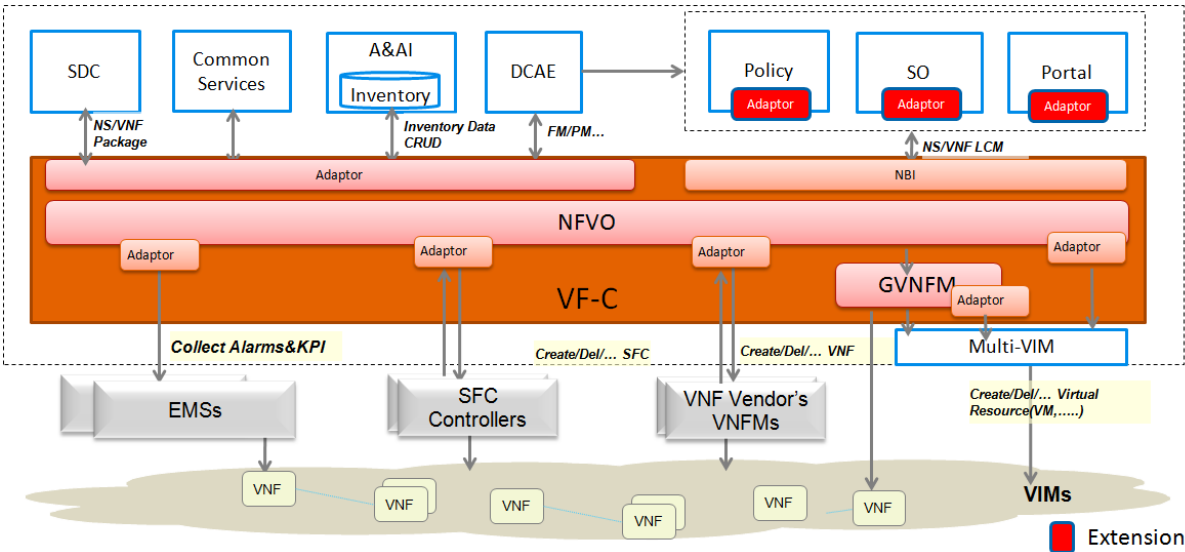 SDC
Common
Services
A&AI
Inventory
DCAE
Policy
Adaptor
SO
Adaptor
Portal
Adaptor
NS/VNF
Package
Inventory Data
CRUD
FM/PM...
NS/VNF LCM
Adaptor
NBI
NFVO
Adaptor
Adaptor
Adaptor
Adaptor
GVNFM
Adaptor
VF-C
Collect Alarms&KPI
Create/Del/... SFC
Create/Del/... VNF
Multi-VIM
EMSs
SFC
Controllers
VNF Vendor's
VNFMs
Create/Del/... Virtual
Resource(VM,.....)
VNF
VNF
VNF
VNF
VNF
VNF
VIMs
Extension